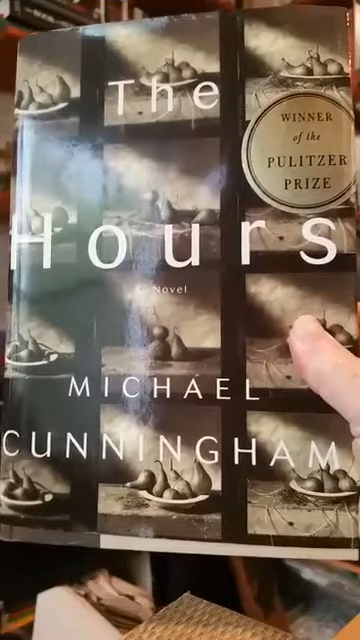 The
WINNER
of the
PULITZER
PRIZE
Hours
A Novel
MICHAEL
CUNNINGHAM